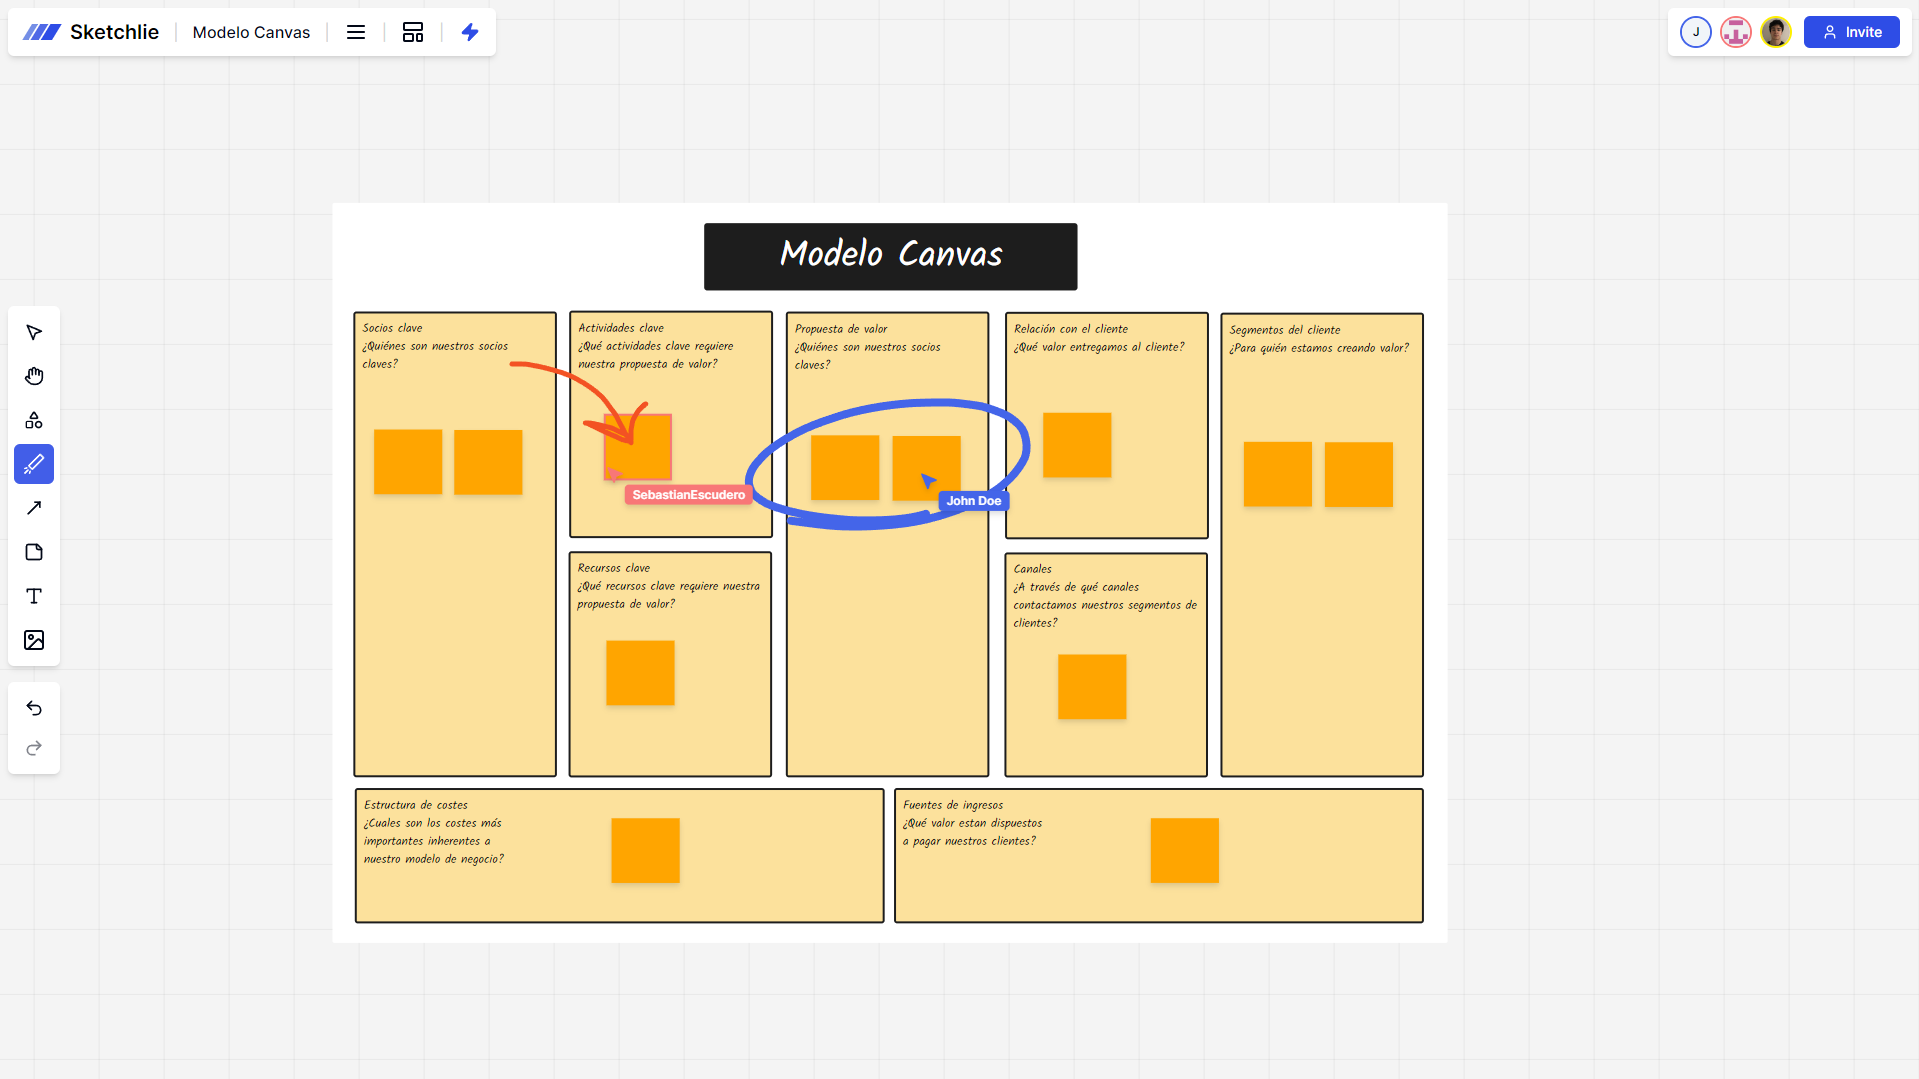 Sketchlie
Modelo Canvas
J
Invite
Modelo Canvas
Socios clave
¿Quiénes son nuestros socios
claves?
Actividades clave
¿Qué actividades clave requiere
nuestra propuesta de valor?
SebastianEscudero
Propuesta de valor
¿Quiénes son nuestros socios
claves?
John Doe
Relación con el cliente
¿Qué valor entregamos al cliente?
Segmentos del cliente
¿Para quién estamos creando valor?
Recursos clave
¿Qué recursos clave requiere nuestra
propuesta de valor?
Canales
¿A través de qué canales
contactamos nuestros segmentos de
clientes?
Estructura de costes
¿Cuales son los costes más
importantes inherentes a
nuestro modelo de negocio?
Fuentes de ingresos
¿Qué valor estan dispuestos
a pagar nuestros clientes?